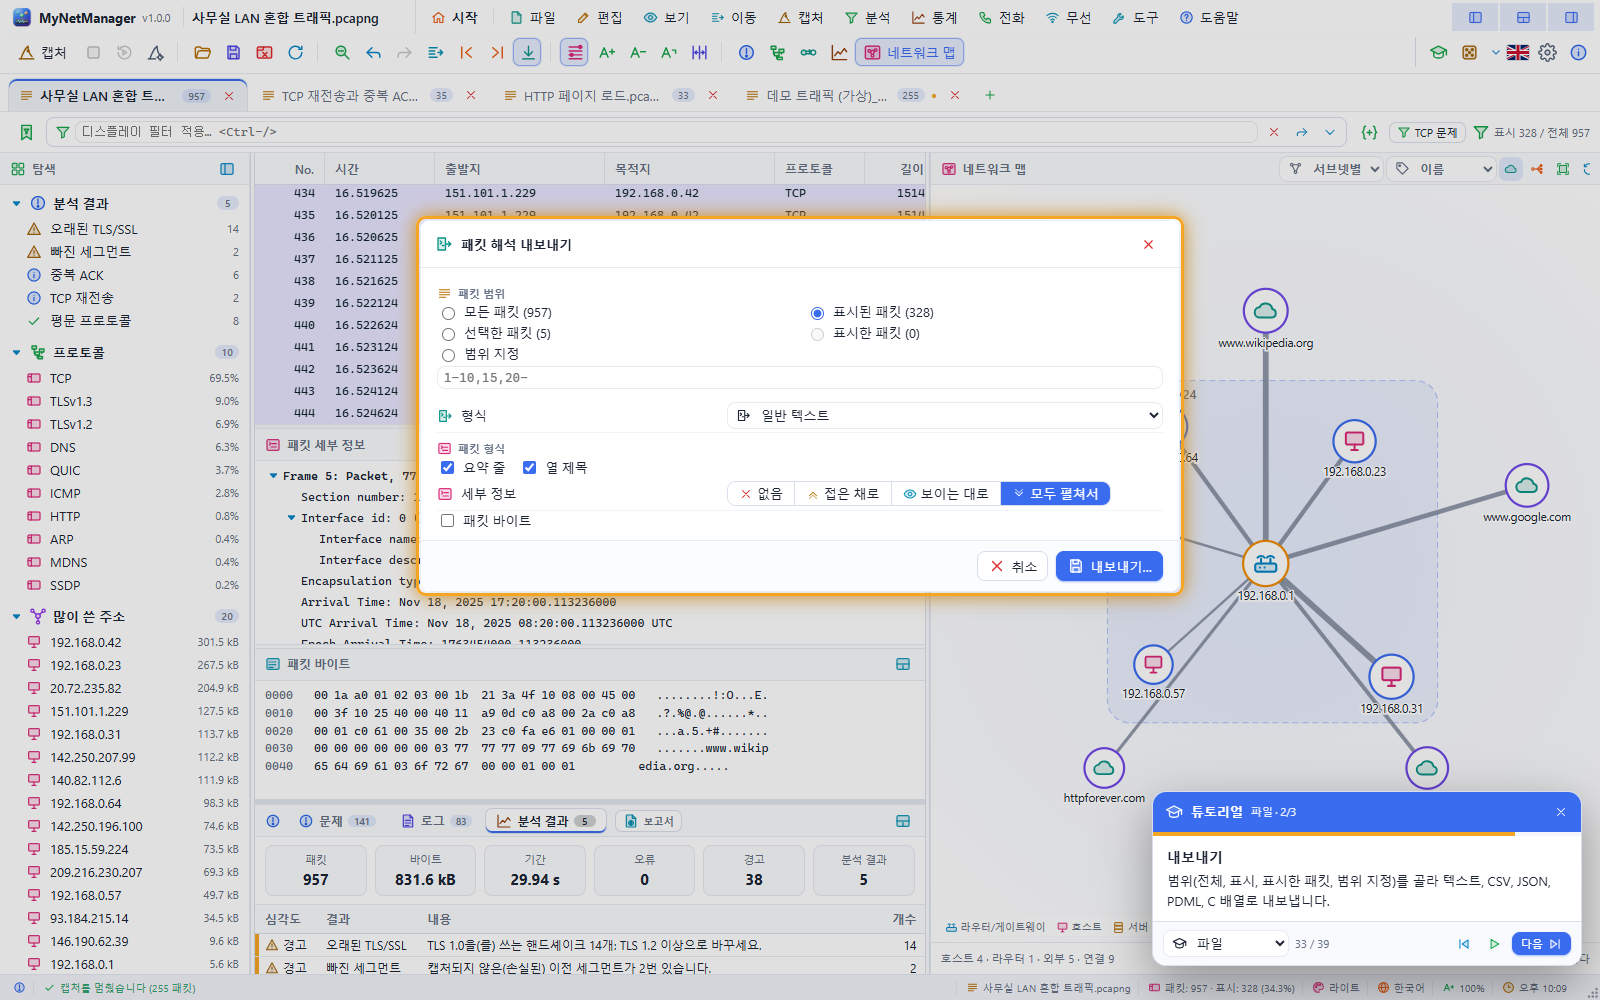 MyNetManager v1.0.0 사무실 LAN 혼합 트래픽.pcapng 시작 파일 편집 보기 이동 캡처 분석 통계 전화 무선 도구 도움말
캡처 A+ A- 네트워크 맵
사무실 LAN 혼합 트... 957 TCP 재전송과 중복 AC... 35 HTTP 페이지 로드.pca... 33 데모 트래픽 (가상)_... 255
디스플레이 필터 적용… <Ctrl-/> TCP 문제 표시 328 / 전체 957
탐색
분석 결과 5
오래된 TLS/SSL 14
빠진 세그먼트 2
중복 ACK 6
TCP 재전송 2
평문 프로토콜 8
프로토콜 10
TCP 69.5%
TLSv1.3 9.0%
TLSv1.2 6.9%
DNS 6.3%
QUIC 3.7%
ICMP 2.8%
HTTP 0.8%
ARP 0.4%
MDNS 0.4%
SSDP 0.2%
많이 쓴 주소 20
192.168.0.42 301.5 kB
192.168.0.23 267.5 kB
20.72.235.82 204.9 kB
151.101.1.229 127.5 kB
192.168.0.31 113.7 kB
142.250.207.99 112.2 kB
140.82.112.6 111.9 kB
192.168.0.64 98.3 kB
142.250.196.100 74.6 kB
185.15.59.224 73.5 kB
209.216.230.207 69.3 kB
192.168.0.57 49.7 kB
93.184.215.14 34.5 kB
146.190.62.39 9.6 kB
192.168.0.1 5.6 kB
No. 시간 출발지 목적지 프로토콜 길이
434 16.519625 151.101.1.229 192.168.0.42 TCP 1514
435 16.520125 151.101.1.229 192.168.0.42 TCP 1514
436 16.520625
437 16.521125
438 16.521625
439 16.522124
440 16.522624
441 16.523124
442 16.523624
443 16.524124
444 16.524624
패킷 세부 정보
Frame 5: Packet, 77
Section number:
Interface id: 0
Interface name
Interface desc
Encapsulation typ
Arrival Time: Nov 18, 2025 17:20:00.113236000
UTC Arrival Time: Nov 18, 2025 08:20:00.113236000 UTC
Epoch Arrival Time: 1763454000.113236000
패킷 바이트
0000 00 1a a0 01 02 03 00 1b 21 3a 4f 10 08 00 45 00 ........!:O...E.
0010 00 3f 10 25 40 00 40 11 a9 0d c0 a8 00 2a c0 a8 .?.%@.@......*..
0020 00 01 c0 61 00 35 00 2b 23 c0 fa e6 01 00 00 01 ...a.5.+#.......
0030 00 00 00 00 00 00 03 77 77 77 09 77 69 6b 69 70 .......www.wikip
0040 65 64 69 61 03 6f 72 67 00 00 01 00 01 edia.org.....
문제 141 로그 83 분석 결과 5 보고서
패킷 957
바이트 831.6 kB
기간 29.94 s
오류 0
경고 38
분석 결과 5
심각도 결과 내용 개수
경고 오래된 TLS/SSL TLS 1.0을(를) 쓰는 핸드셰이크 14개: TLS 1.2 이상으로 바꾸세요. 14
경고 빠진 세그먼트 캡처되지 않은(손실된) 이전 세그먼트가 2번 있습니다. 2
네트워크 맵 서브넷별 이름
www.wikipedia.org
24
192.168.0.23
.64
www.google.com
192.168.0.1
192.168.0.57
192.168.0.31
httpforever.com
라우터/게이트웨이 호스트 서버
호스트 4 · 라우터 1 · 외부 5 · 연결 9
패킷 해석 내보내기
패킷 범위
모든 패킷 (957) 표시된 패킷 (328)
선택한 패킷 (5) 표시한 패킷 (0)
범위 지정
1-10,15,20-
형식 일반 텍스트
패킷 형식
요약 줄 열 제목
세부 정보 없음 접은 채로 보이는 대로 모두 펼쳐서
패킷 바이트
취소 내보내기...
튜토리얼 파일 · 2/3
내보내기
범위(전체, 표시, 표시한 패킷, 범위 지정)를 골라 텍스트, CSV, JSON,
PDML, C 배열로 내보냅니다.
파일 33 / 39 다음
캡처를 멈췄습니다 (255 패킷) 사무실 LAN 혼합 트래픽.pcapng 패킷: 957 · 표시: 328 (34.3%) 라이트 한국어 100% 오후 10:09